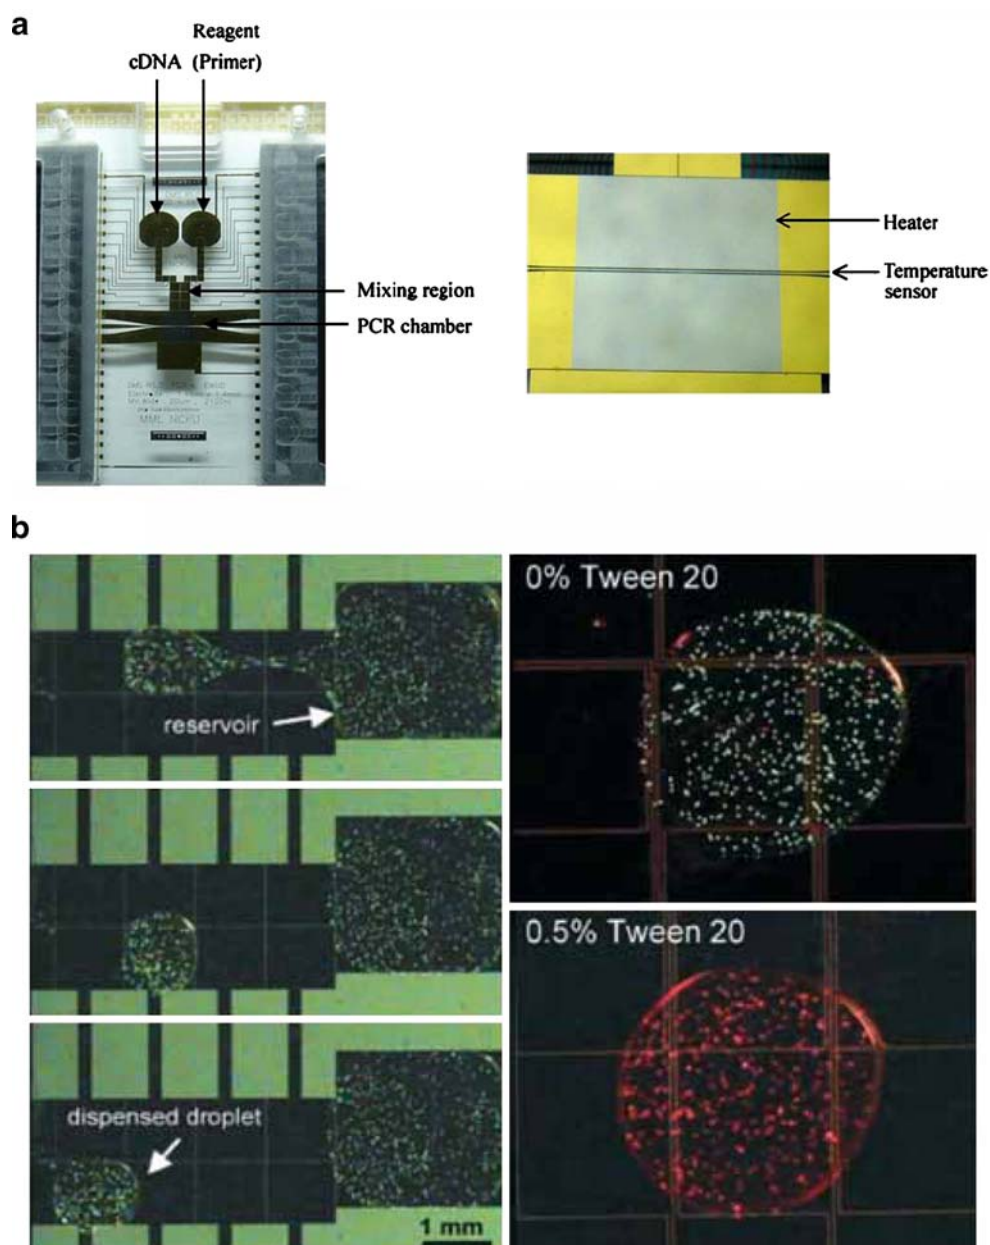 a
Reagent
cDNA (Primer)
Mixing region
PCR chamber
MML NCKU
Heater
Temperature
sensor
b
reservoir
dispensed droplet
1 mm
0% Tween 20
0.5% Tween 20